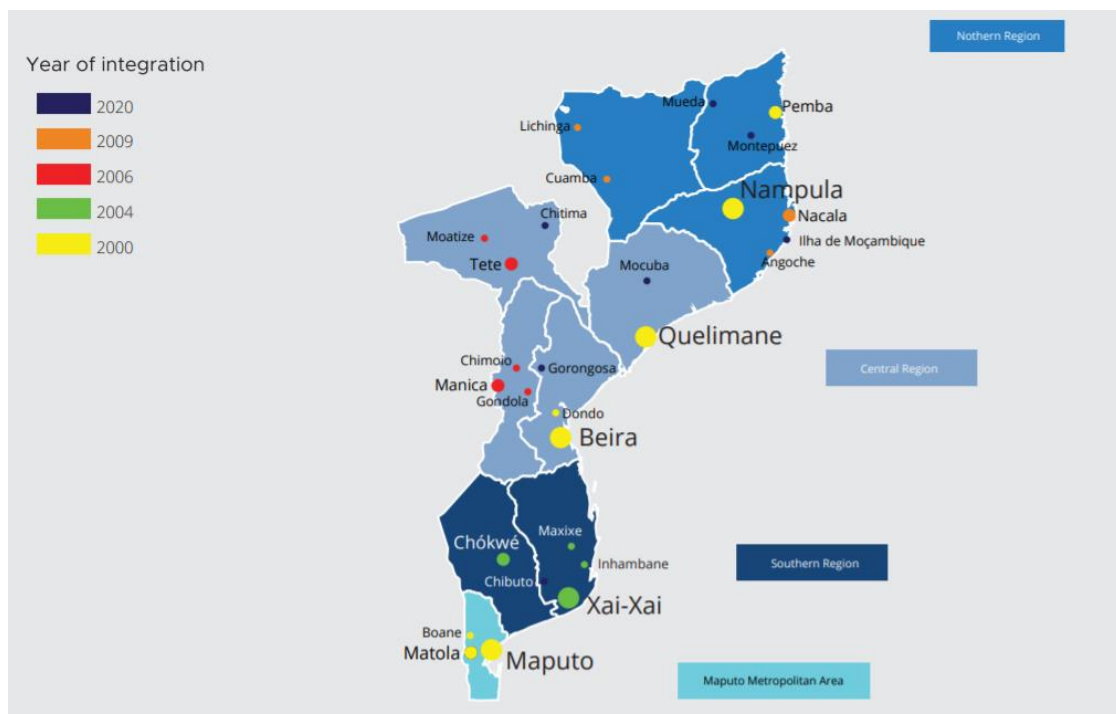 Nothern Region
Year of integration
2020
2009
2006
2004
2000
Mueda
Pemba
Lichinga
Montepuez
Cuamba
Nampula
Chitima
Nacala
Moatize
Ilha de Moçambique
Tete
Mocuba
Angoche
Quelimane
Chimoio
Gorongosa
Central Region
Manica
Gondola
Dondo
Beira
Maxixe
Chókwé
Inhambane
Southern Region
Chibuto
Xai-Xai
Boane
Matola
Maputo
Maputo Metropolitan Area